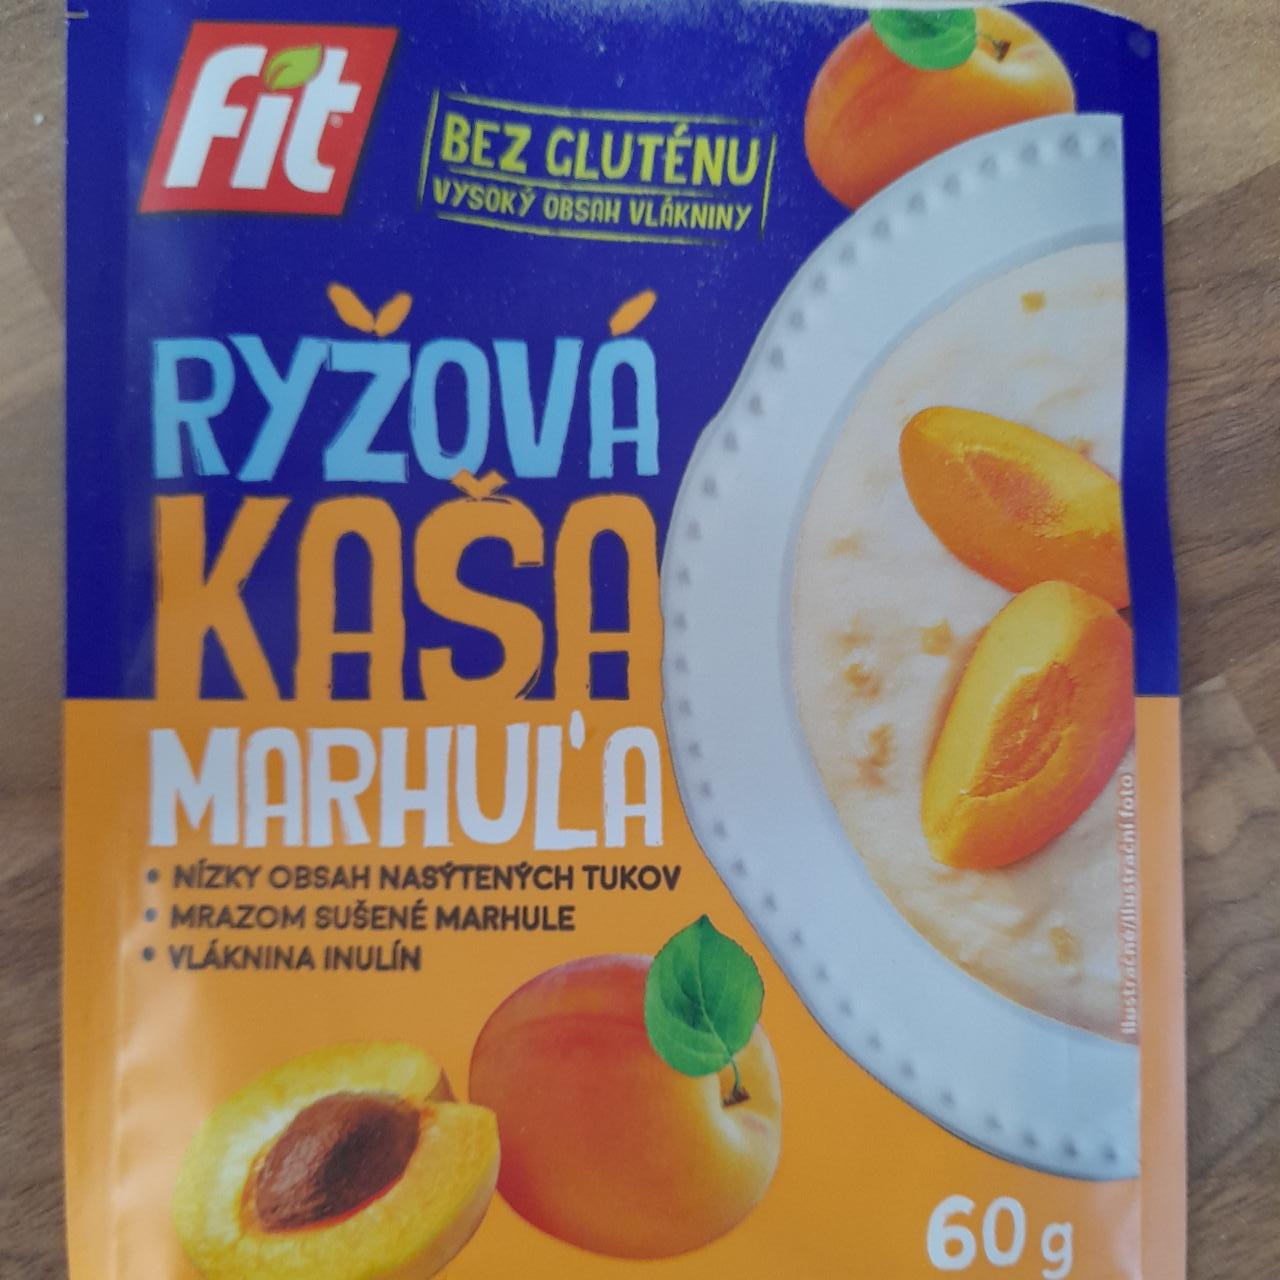 fit
BEZ GLUTÉNU
VYSOKÝ OBSAH VLÁKNINY
RYŽOVÁ
KAŠA
MARHUĽA
• NÍZKY OBSAH NASÝTENÝCH TUKOV
• MRAZOM SUŠENÉ MARHULE
• VLÁKNINA INULÍN
Ilustračné/Ilustrační foto
60 g